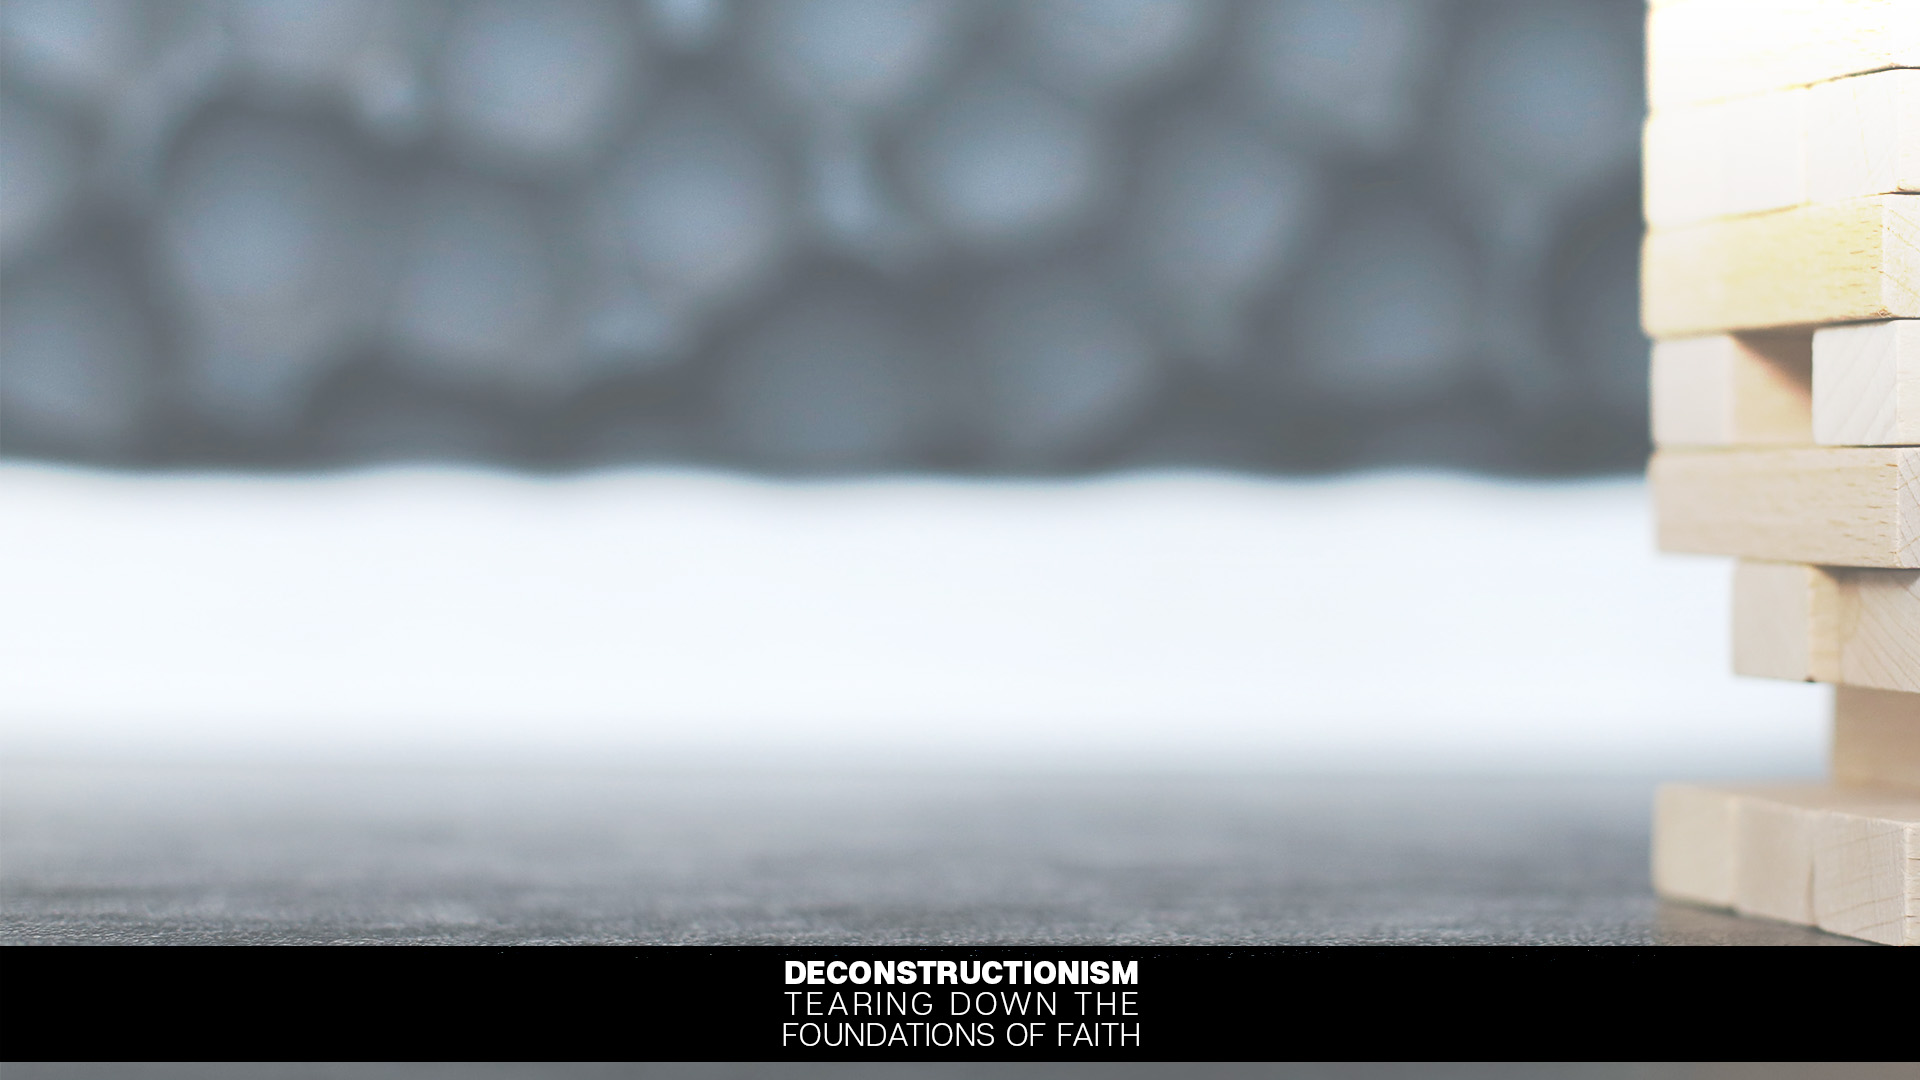 DECONSTRUCTIONISM
TEARING DOWN THE
FOUNDATIONS OF FAITH